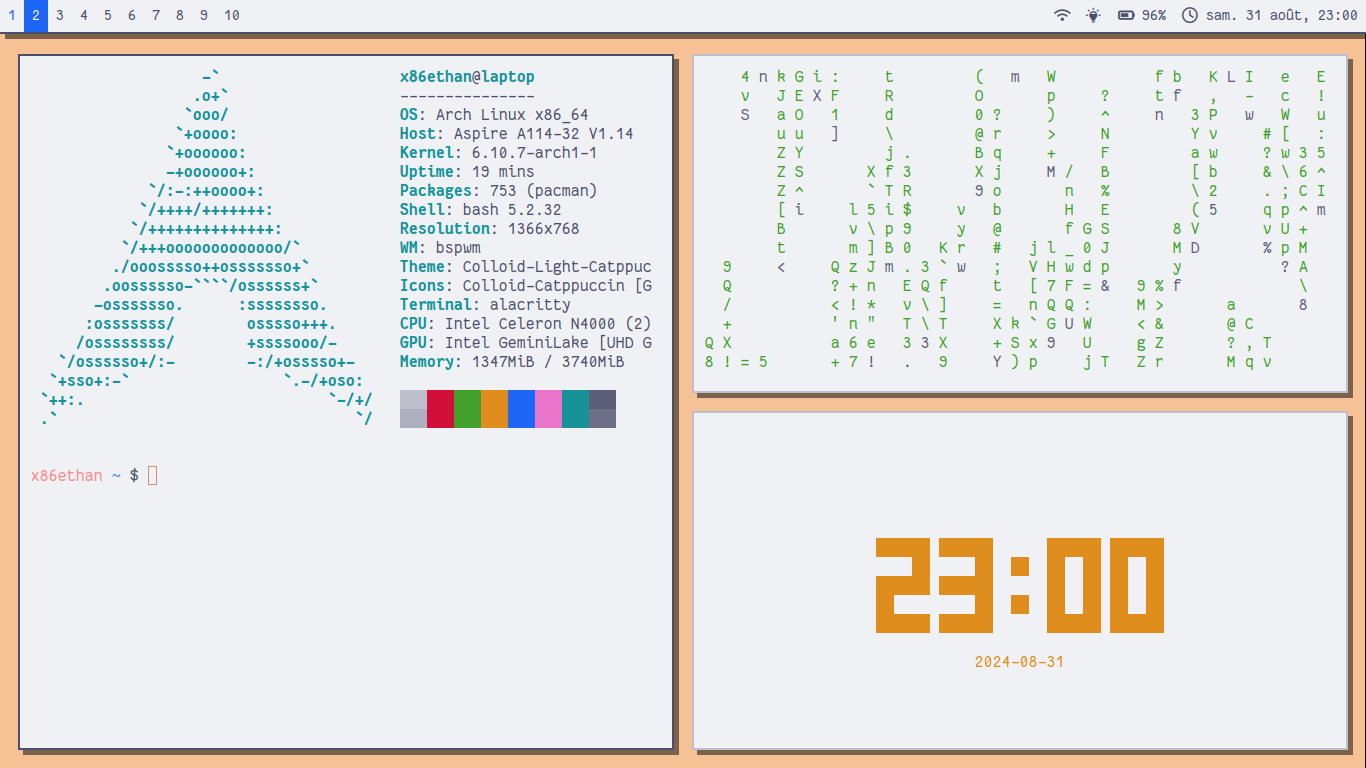 1 2 3 4 5 6 7 8 9 10
96% sam. 31 août, 23:00
x86ethan@laptop
---------------
OS: Arch Linux x86_64
Host: Aspire A114-32 V1.14
Kernel: 6.10.7-arch1-1
Uptime: 19 mins
Packages: 753 (pacman)
Shell: bash 5.2.32
Resolution: 1366x768
WM: bspwm
Theme: Colloid-Light-Catppuc
Icons: Colloid-Catppuccin [G
Terminal: alacritty
CPU: Intel Celeron N4000 (2)
GPU: Intel GeminiLake [UHD G
Memory: 1347MiB / 3740MiB
x86ethan ~ $
23:00
2024-08-31